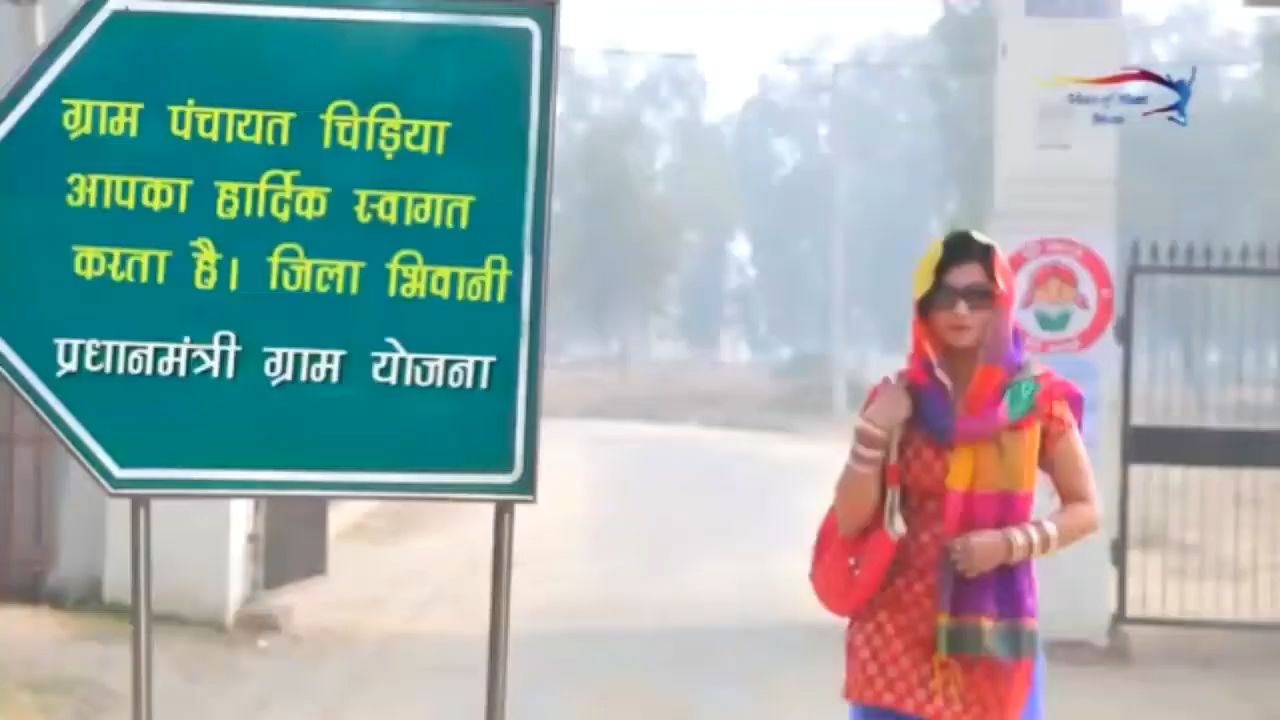 ग्राम पंचायत चिड़िया
आपका हार्दिक स्वागत
करता है। जिला भिवानी
प्रधानमंत्री ग्राम योजना